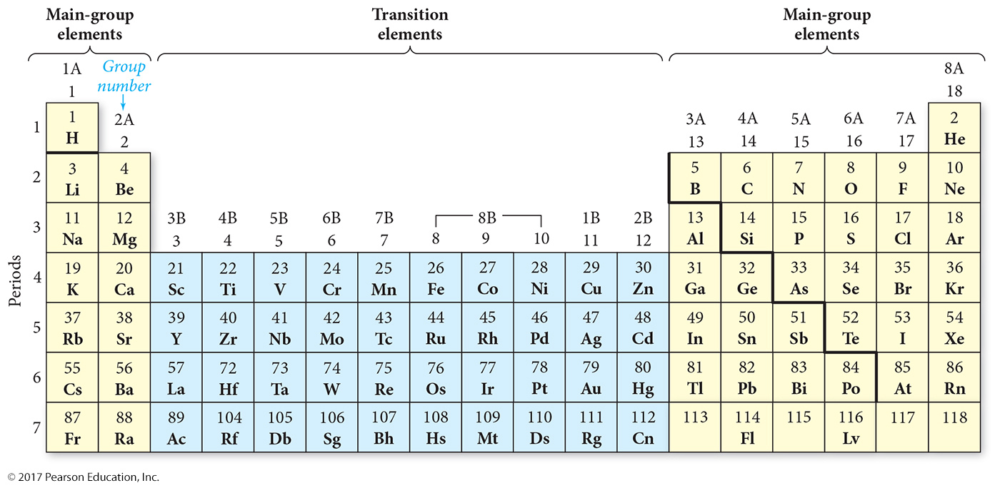 Main-group elements
Transition elements
Main-group elements
1A
Group number
8A
1
18
2A
3A 4A 5A 6A 7A
2
13 14 15 16 17
Periods
1
1 2
H He
2
3 4 5 6 7 8 9 10
Li Be B C N O F Ne
3B 4B 5B 6B 7B 8B 1B 2B
3 4 5 6 7 8 9 10 11 12
3
11 12 13 14 15 16 17 18
Na Mg Al Si P S Cl Ar
4
19 20 21 22 23 24 25 26 27 28 29 30 31 32 33 34 35 36
K Ca Sc Ti V Cr Mn Fe Co Ni Cu Zn Ga Ge As Se Br Kr
5
37 38 39 40 41 42 43 44 45 46 47 48 49 50 51 52 53 54
Rb Sr Y Zr Nb Mo Tc Ru Rh Pd Ag Cd In Sn Sb Te I Xe
6
55 56 57 72 73 74 75 76 77 78 79 80 81 82 83 84 85 86
Cs Ba La Hf Ta W Re Os Ir Pt Au Hg Tl Pb Bi Po At Rn
7
87 88 89 104 105 106 107 108 109 110 111 112 113 114 115 116 117 118
Fr Ra Ac Rf Db Sg Bh Hs Mt Ds Rg Cn Fl Lv
© 2017 Pearson Education, Inc.